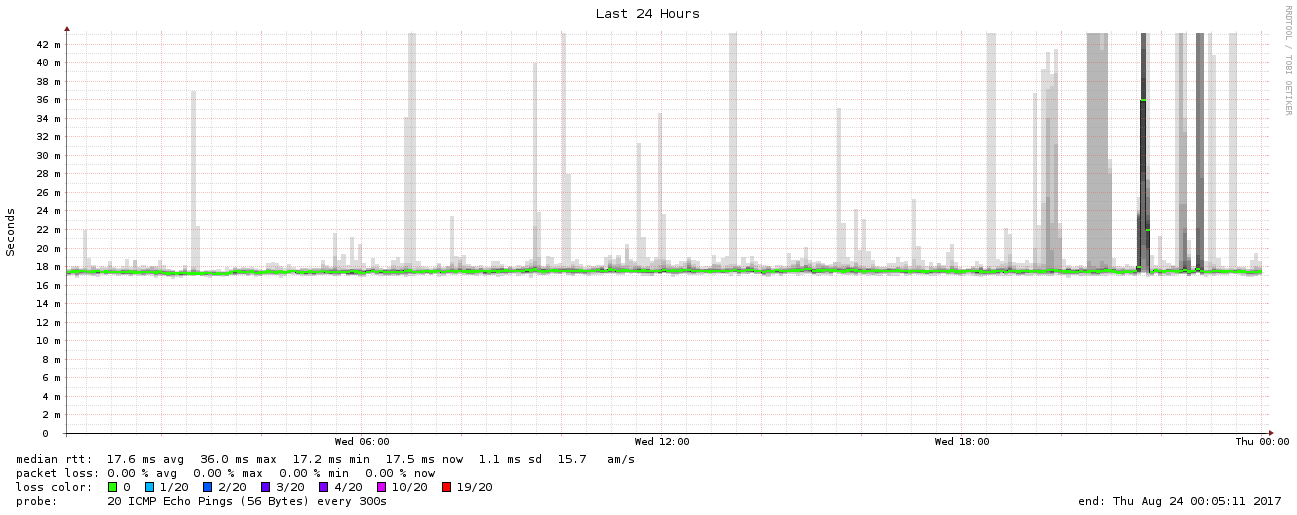 Last 24 Hours
RRDTOOL / TOBI OETIKER
Seconds
42 m
40 m
38 m
36 m
34 m
32 m
30 m
28 m
26 m
24 m
22 m
20 m
18 m
16 m
14 m
12 m
10 m
8 m
6 m
4 m
2 m
0
Wed 06:00 Wed 12:00 Wed 18:00 Thu 00:00
median rtt: 17.6 ms avg 36.0 ms max 17.2 ms min 17.5 ms now 1.1 ms sd 15.7 am/s
packet loss: 0.00 % avg 0.00 % max 0.00 % min 0.00 % now
loss color: 0 1/20 2/20 3/20 4/20 10/20 19/20
probe: 20 ICMP Echo Pings (56 Bytes) every 300s end: Thu Aug 24 00:05:11 2017